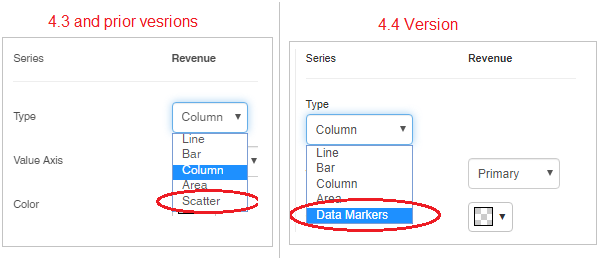 4.3 and prior vesrions
Series Revenue
Type Column
Line
Bar
Value Axis Column
Area
Color Scatter
4.4 Version
Series Revenue
Type
Column
Line
Bar
Column Primary
Area
Data Markers